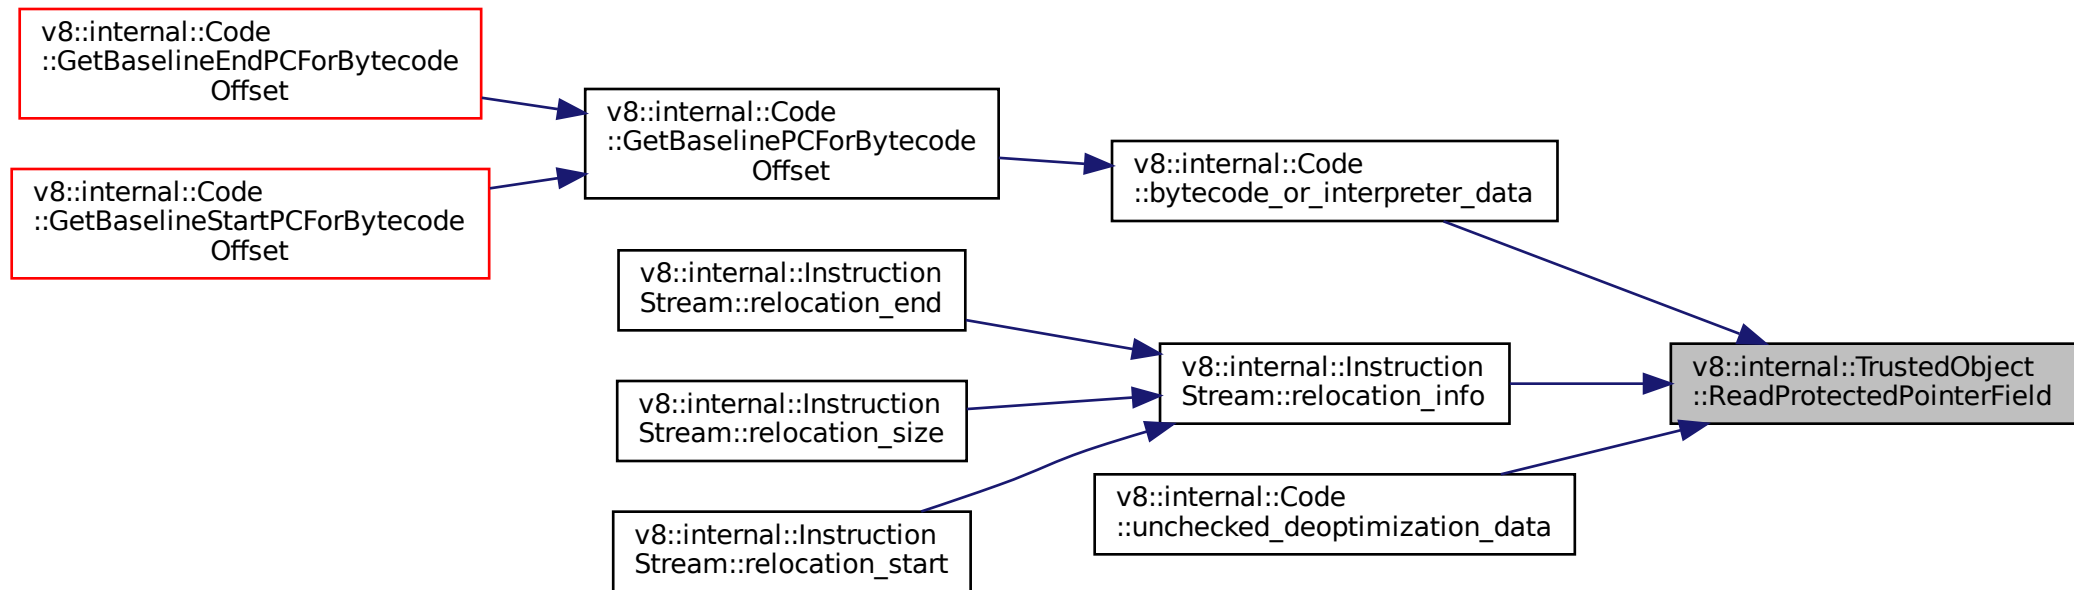 v8::internal::Code
::GetBaselineEndPCForBytecode
Offset
v8::internal::Code
::GetBaselineStartPCForBytecode
Offset
v8::internal::Code
::GetBaselinePCForBytecode
Offset
v8::internal::Code
::bytecode_or_interpreter_data
v8::internal::Instruction
Stream::relocation_end
v8::internal::Instruction
Stream::relocation_size
v8::internal::Instruction
Stream::relocation_start
v8::internal::Instruction
Stream::relocation_info
v8::internal::Code
::unchecked_deoptimization_data
v8::internal::TrustedObject
::ReadProtectedPointerField